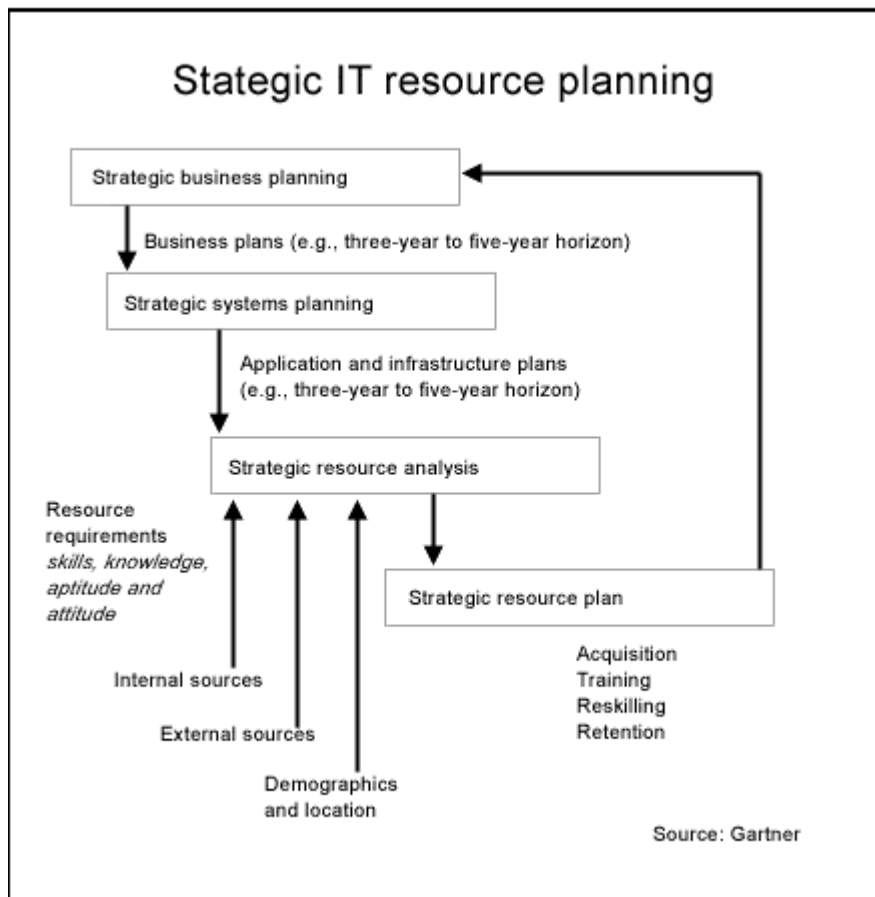 Stategic IT resource planning
Strategic business planning
Business plans (e.g., three-year to five-year horizon)
Strategic systems planning
Application and infrastructure plans
(e.g., three-year to five-year horizon)
Strategic resource analysis
Resource
requirements
skills, knowledge,
aptitude and
attitude
Strategic resource plan
Internal sources
External sources
Demographics
and location
Acquisition
Training
Reskilling
Retention
Source: Gartner